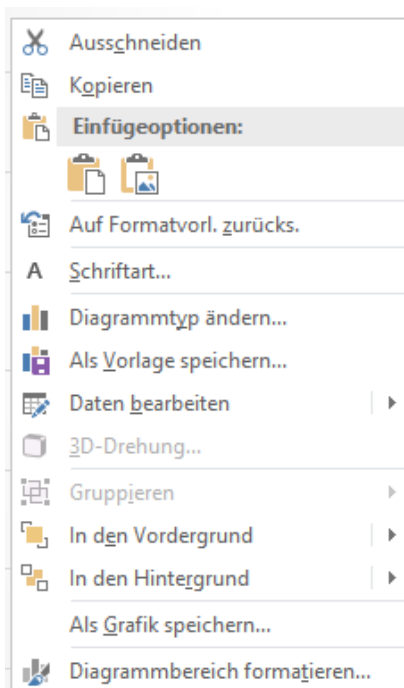 Ausschneiden
Kopieren
Einfügeoptionen:
Auf Formatvorl. zurücks.
A Schriftart...
Diagrammtyp ändern...
Als Vorlage speichern...
Daten bearbeiten
3D-Drehung...
Gruppieren
In den Vordergrund
In den Hintergrund
Als Grafik speichern...
Diagrammbereich formatieren...